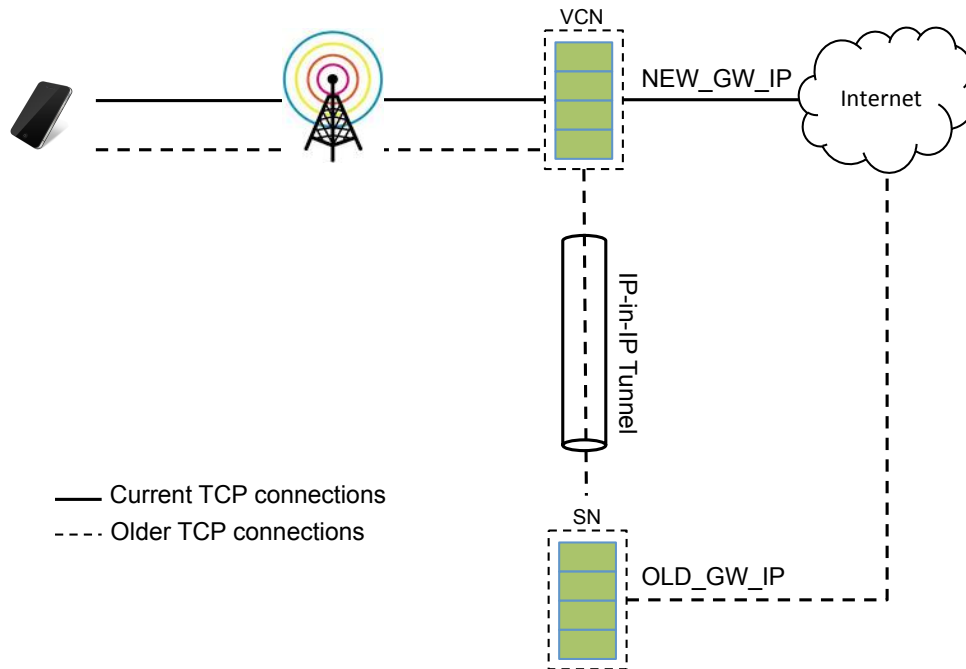 VCN
NEW_GW_IP
Internet
IP-in-IP Tunnel
Current TCP connections
Older TCP connections
SN
OLD_GW_IP